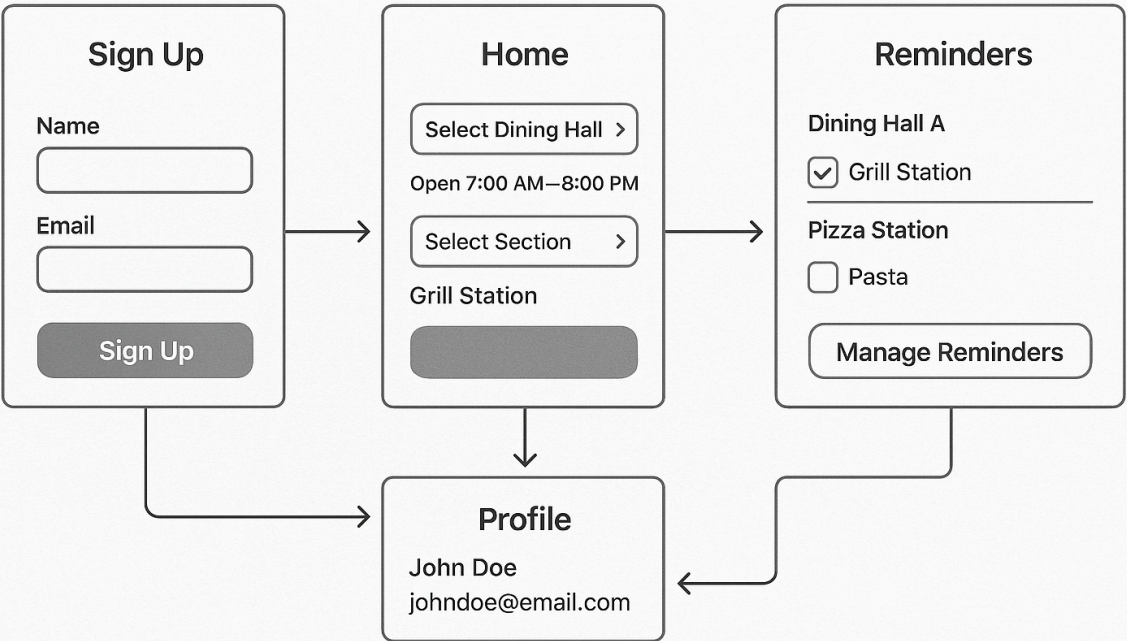 Sign Up
Name
Email
Sign Up
Home
Select Dining Hall
Open 7:00 AM–8:00 PM
Select Section
Grill Station
Reminders
Dining Hall A
Grill Station
Pizza Station
Pasta
Manage Reminders
Profile
John Doe
johndoe@email.com